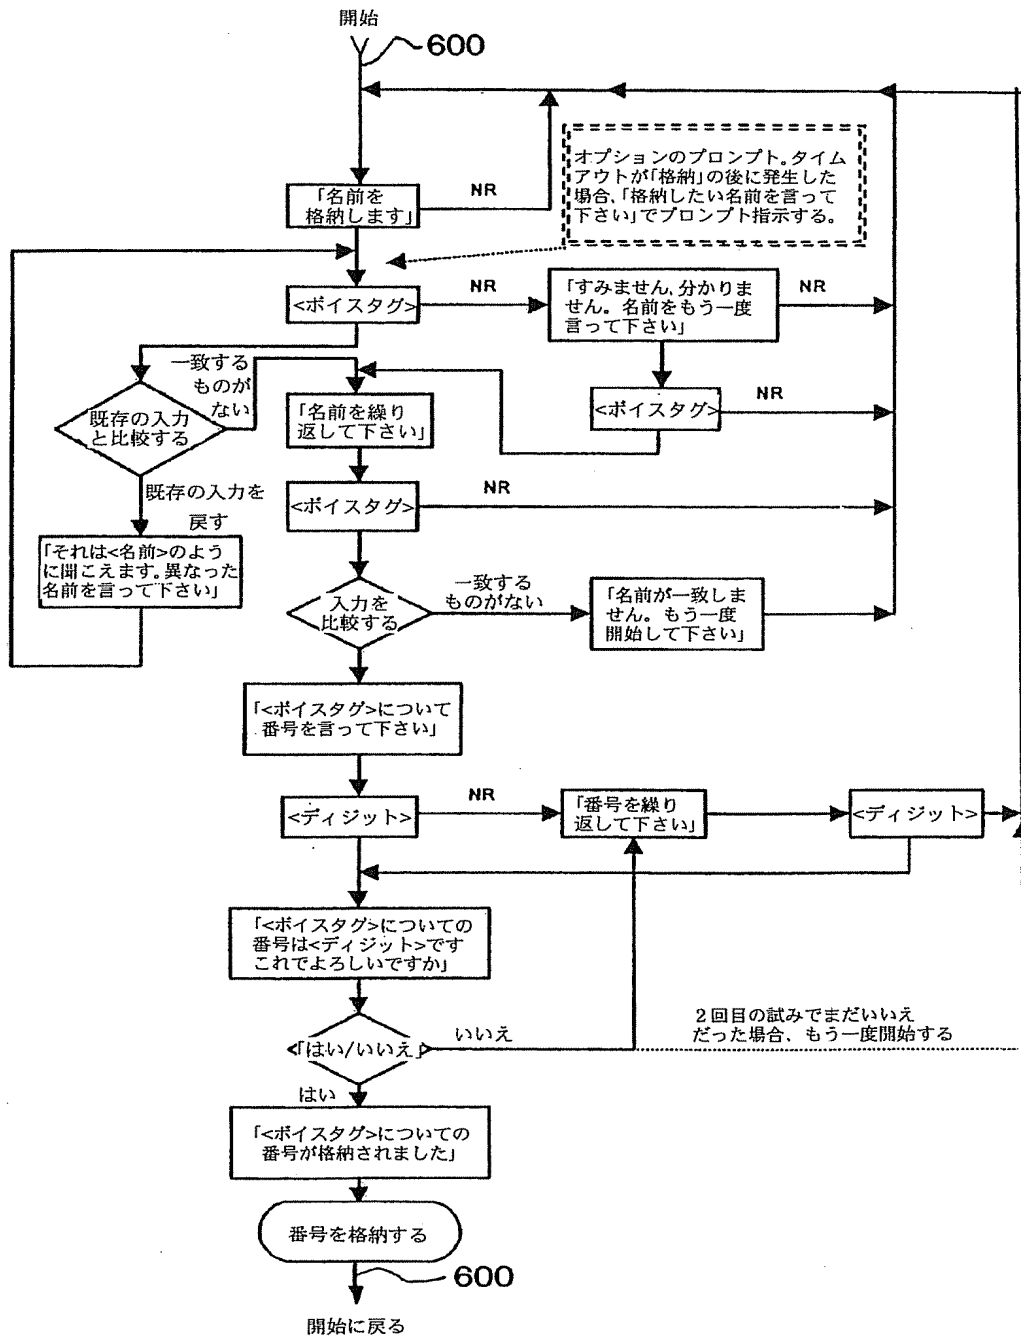 開始
600
オプションのプロンプト。タイム
アウトが「格納」の後に発生した
場合、「格納したい名前を言って
下さい」でプロンプト指示する。
「名前を
格納します」
NR
<ボイスタグ>
NR
「すみません、分かりま
せん。名前をもう一度
言って下さい」
NR
一致する
ものが
ない
既存の入力
と比較する
「名前を繰り
返して下さい」
<ボイスタグ>
NR
既存の入力を
戻す
<ボイスタグ>
NR
「それは<名前>のよう
に聞こえます。異なった
名前を言って下さい」
入力を
比較する
一致する
ものがない
「名前が一致しま
せん。もう一度
開始して下さい」
「<ボイスタグ>について
番号を言って下さい」
<ディジット>
NR
「番号を繰り
返して下さい」
<ディジット>
「<ボイスタグ>についての
番号は<ディジット>です
これでよろしいですか」
「はい/いいえ」
いいえ
2回目の試みでまだいいえ
だった場合、もう一度開始する
はい
「<ボイスタグ>についての
番号が格納されました」
番号を格納する
600
開始に戻る